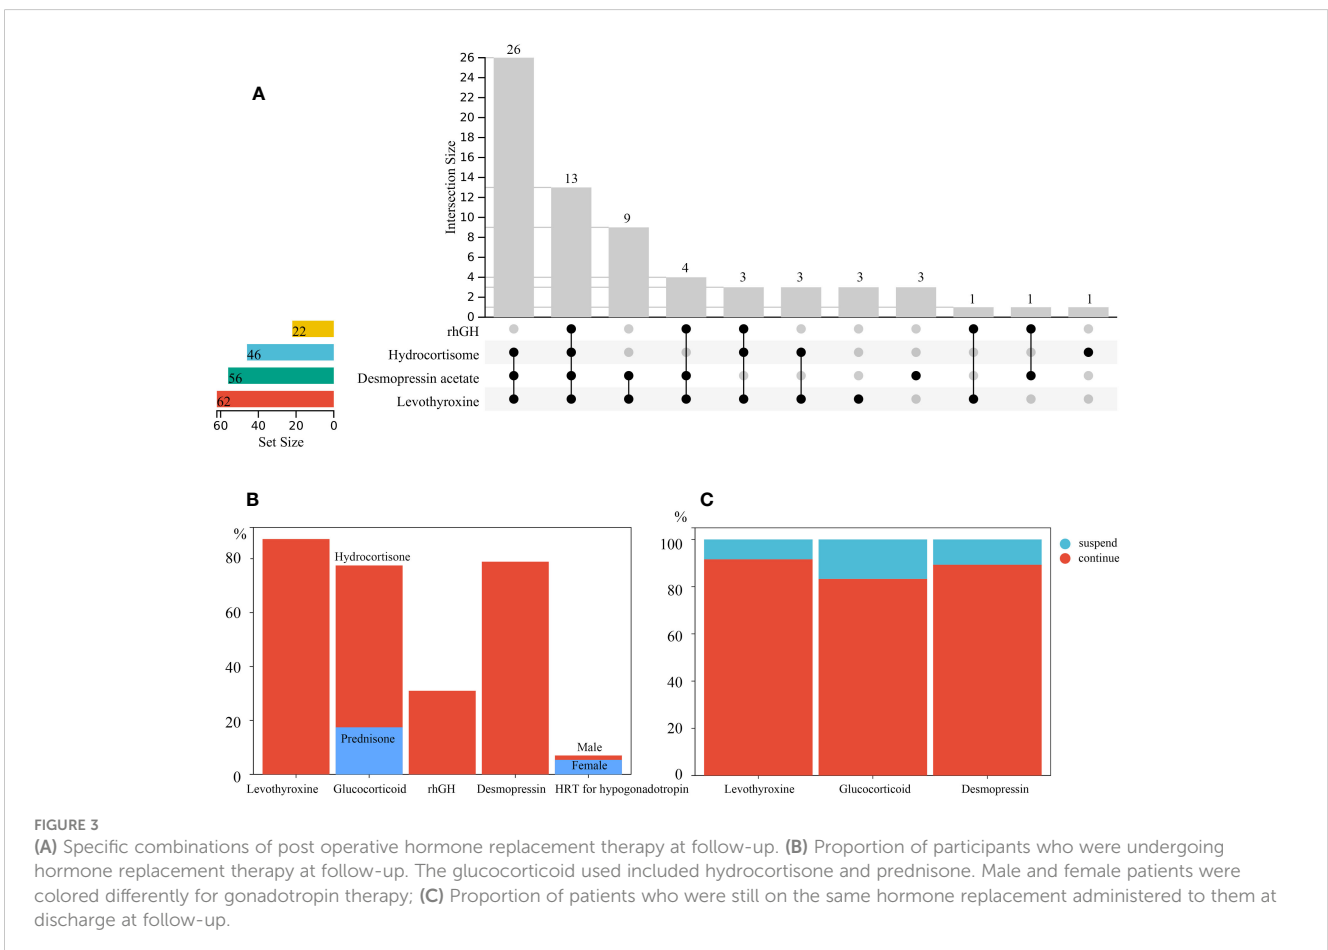 A
26
26
24
22
20
18
16
14
12
10
8
6
4
2
0
Intersection Size
13
9
4
3
3
3
3
1
1
1
rhGH
Hydrocortisome
Desmopressin acetate
Levothyroxine
22
46
56
62
60 40 20 0
Set Size
B
%
80
60
40
20
0
Hydrocortisone
Prednisone
Male
Female
Levothyroxine Glucocorticoid rhGH Desmopressin HRT for hypogonadotropin
C
%
100
80
60
40
20
0
Levothyroxine Glucocorticoid Desmopressin
suspend
continue
FIGURE 3
(A) Specific combinations of post operative hormone replacement therapy at follow-up. (B) Proportion of participants who were undergoing
hormone replacement therapy at follow-up. The glucocorticoid used included hydrocortisone and prednisone. Male and female patients were
colored differently for gonadotropin therapy; (C) Proportion of patients who were still on the same hormone replacement administered to them at
discharge at follow-up.